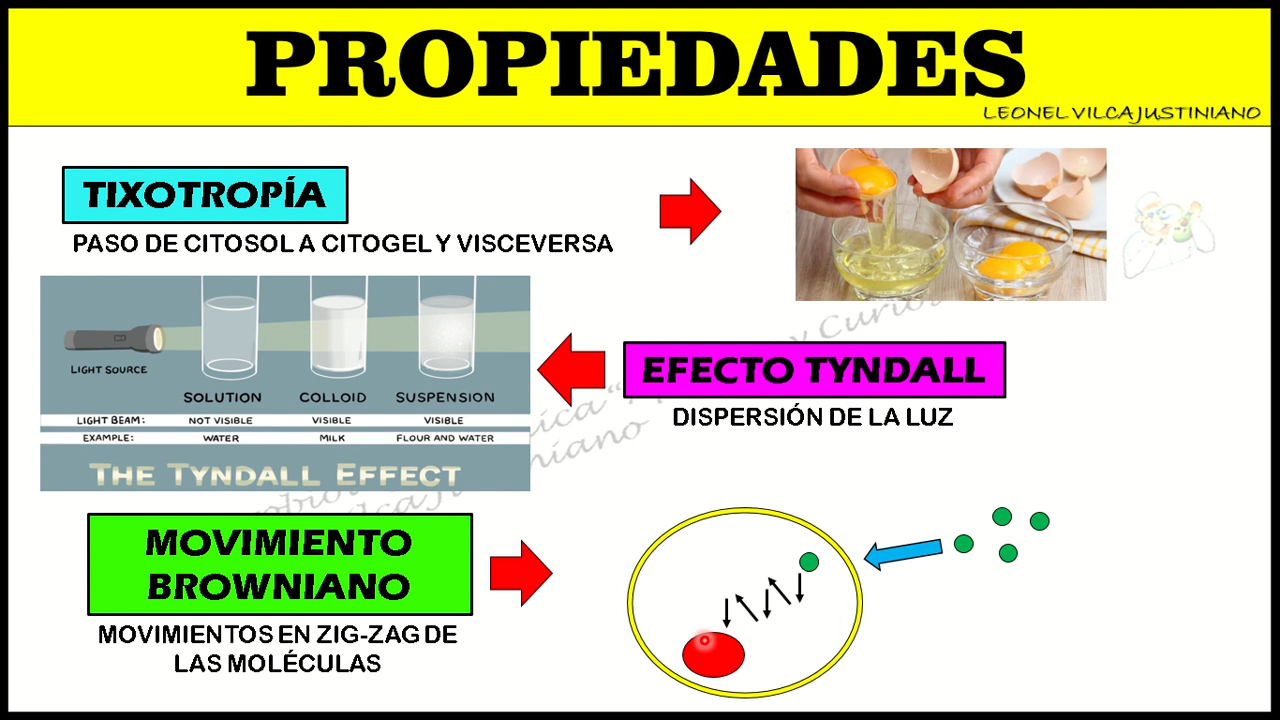 PROPIEDADES
LEONEL VILCA JUSTINIANO
TIXOTROPÍA
PASO DE CITOSOL A CITOGEL Y VISCEVERSA
LIGHT SOURCE
SOLUTION COLLOID SUSPENSION
LIGHT BEAM: NOT VISIBLE VISIBLE VISIBLE
EXAMPLE: WATER MILK FLOUR AND WATER
THE TYNDALL EFFECT
EFECTO TYNDALL
DISPERSIÓN DE LA LUZ
MOVIMIENTO
BROWNIANO
MOVIMIENTOS EN ZIG-ZAG DE
LAS MOLÉCULAS